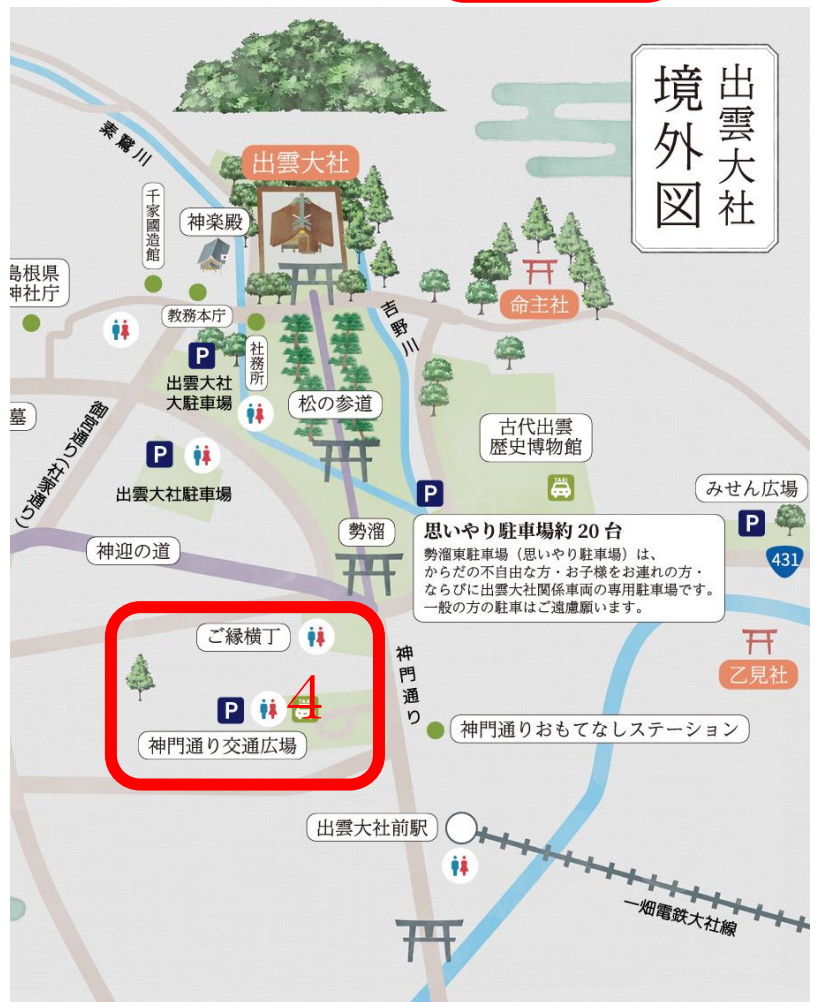 出雲大社
境外図
素鵞川
出雲大社
千家國造館
神楽殿
島根県
神社庁
命主社
教務本庁
吉野川
社務所
P
出雲大社
大駐車場
松の参道
墓
御宮通り(社家通り)
古代出雲
歴史博物館
TAXI
P
出雲大社駐車場
P
みせん広場
P
431
勢溜
思いやり駐車場約 20 台
勢溜東駐車場（思いやり駐車場）は、
からだの不自由な方・お子様をお連れの方・
ならびに出雲大社関係車両の専用駐車場です。
一般の方の駐車はご遠慮願います。
神迎の道
ご縁横丁
神門通り
乙見社
P
TAXI
4
神門通り交通広場
神門通りおもてなしステーション
出雲大社前駅
一畑電鉄大社線